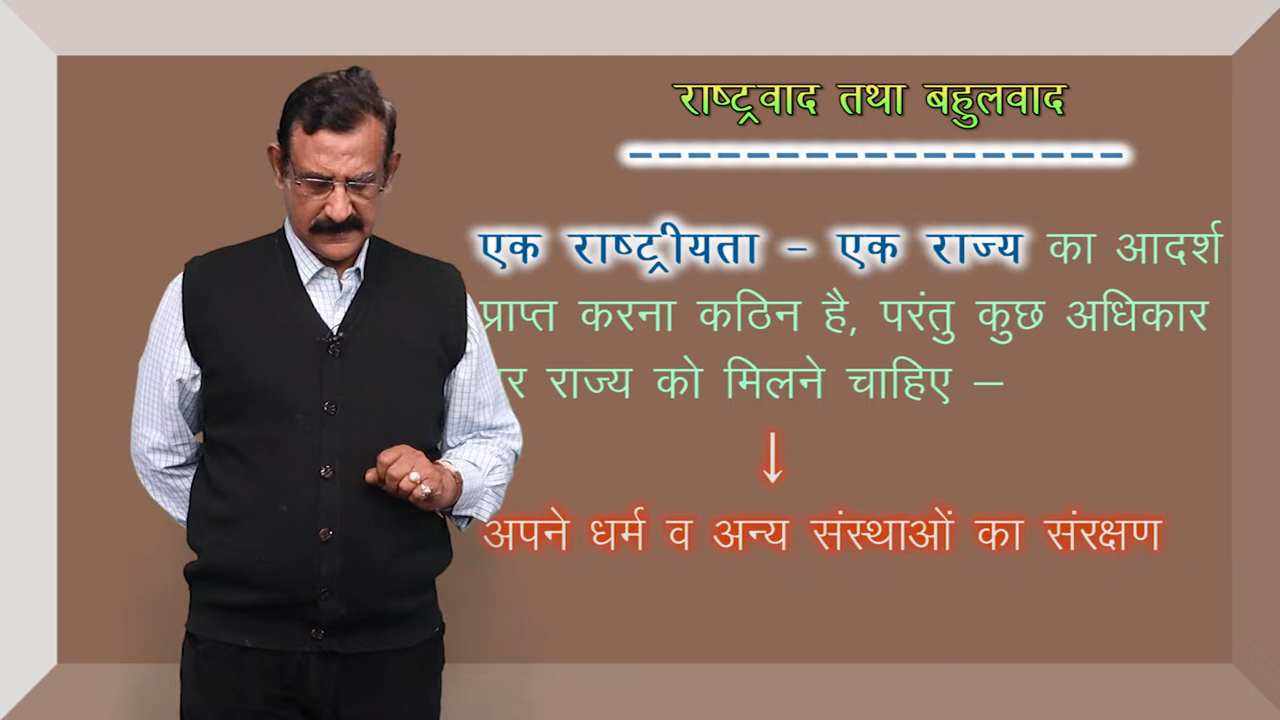 राष्ट्रवाद तथा बहुलवाद
एक राष्ट्रीयता – एक राज्य का आदर्श
प्राप्त करना कठिन है, परंतु कुछ अधिकार
राज्य को मिलने चाहिए –
↓
अपने धर्म व अन्य संस्थाओं का संरक्षण